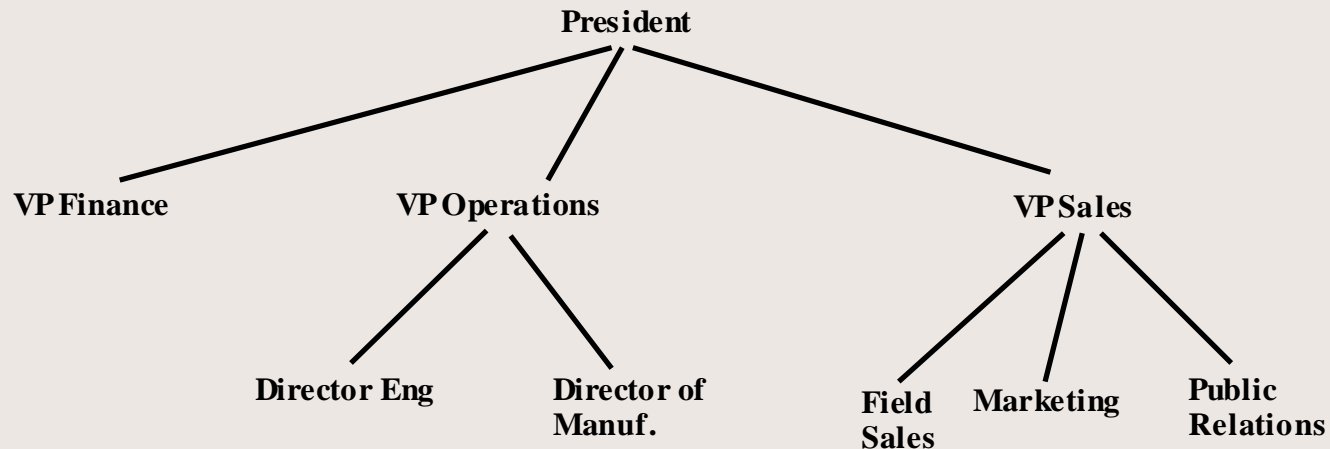 President
VP Finance
VP Operations
VP Sales
Director Eng
Director of
Manuf.
Field
Sales
Marketing
Public
Relations